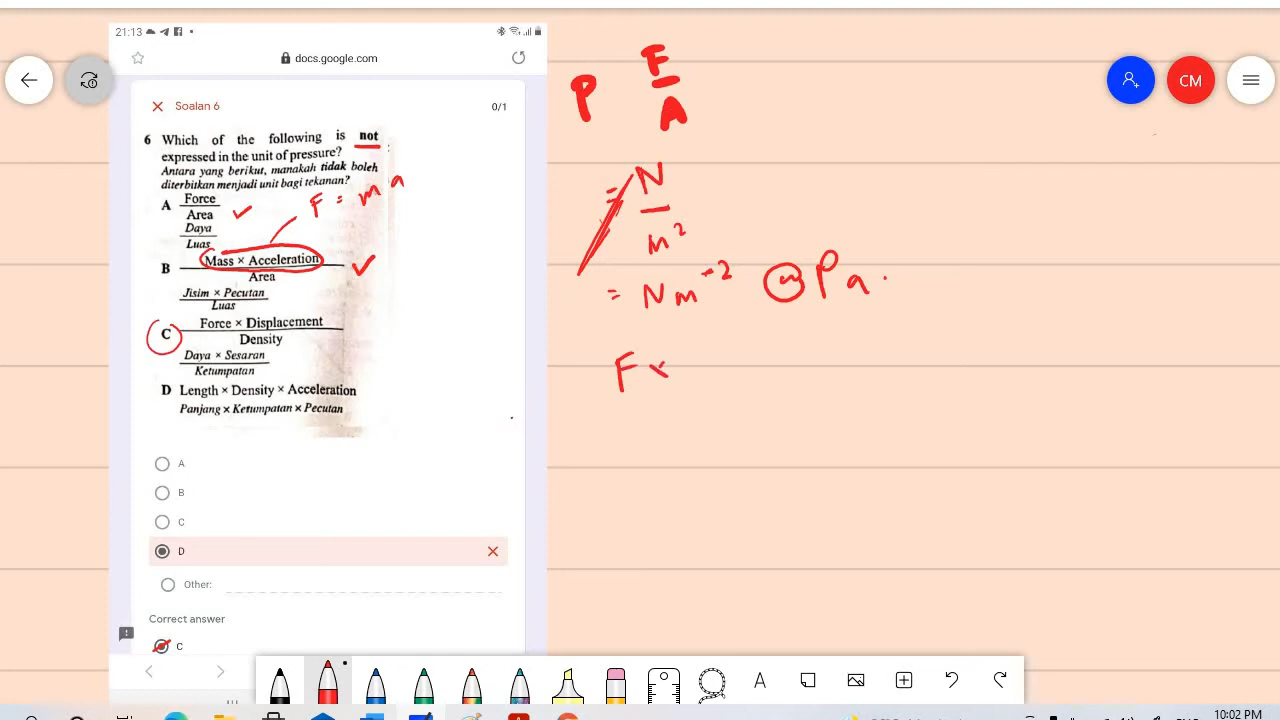 21:13
docs.google.com
Soalan 6
0/1
6 Which of the following is not
expressed in the unit of pressure?
Antara yang berikut, manakah tidak boleh
diterbitkan menjadi unit bagi tekanan?
A Force
Area
Daya
Luas
B Mass × Acceleration
Area
Jisim × Pecutan
Luas
C Force × Displacement
Density
Daya × Sesaran
Ketumpatan
D Length × Density × Acceleration
Panjang × Ketumpatan × Pecutan
F = m a
A
B
C
D
Other:
Correct answer
C
P F
A
= N
m²
= N m⁻² @ Pa.
F ×
CM
A
10:02 PM